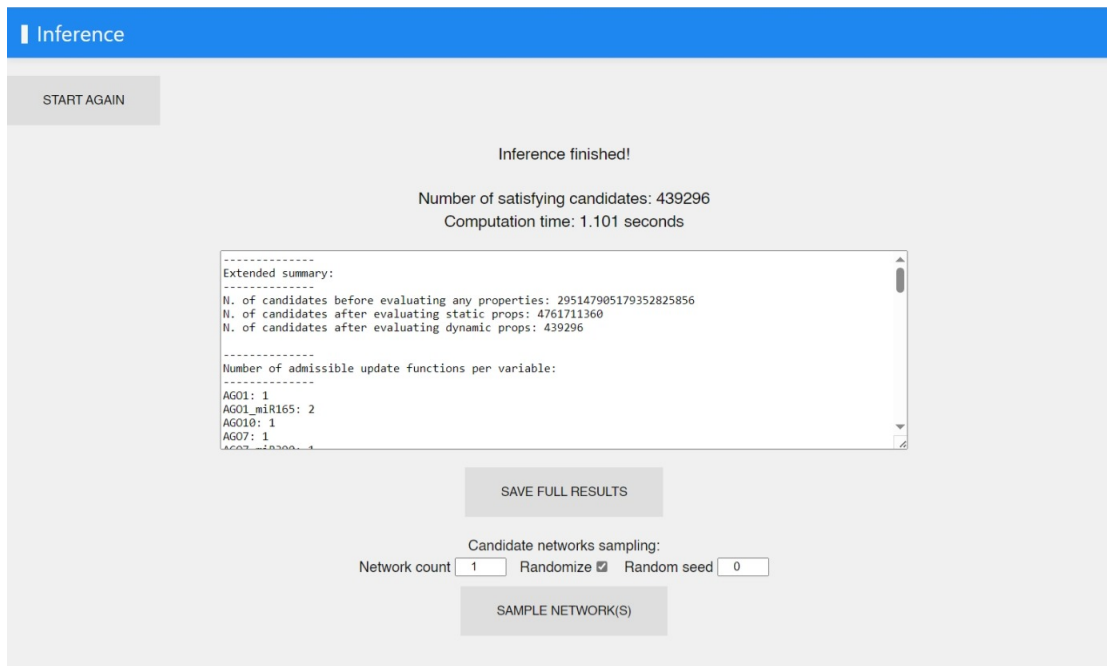 Inference
START AGAIN
Inference finished!
Number of satisfying candidates: 439296
Computation time: 1.101 seconds
--------------
Extended summary:
--------------
N. of candidates before evaluating any properties: 295147905179352825856
N. of candidates after evaluating static props: 4761711360
N. of candidates after evaluating dynamic props: 439296
--------------
Number of admissible update functions per variable:
--------------
AGO1: 1
AGO1_miR165: 2
AGO10: 1
AGO7: 1
AGO7_miR390: 1
SAVE FULL RESULTS
Candidate networks sampling:
Network count 1 Randomize Random seed 0
SAMPLE NETWORK(S)